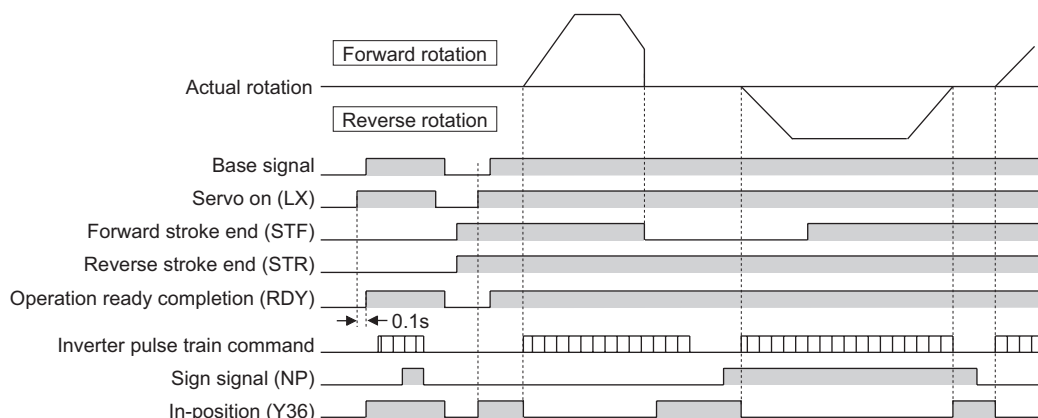 Forward rotation
Actual rotation
Reverse rotation
Base signal
Servo on (LX)
Forward stroke end (STF)
Reverse stroke end (STR)
Operation ready completion (RDY)
0.1s
Inverter pulse train command
Sign signal (NP)
In-position (Y36)